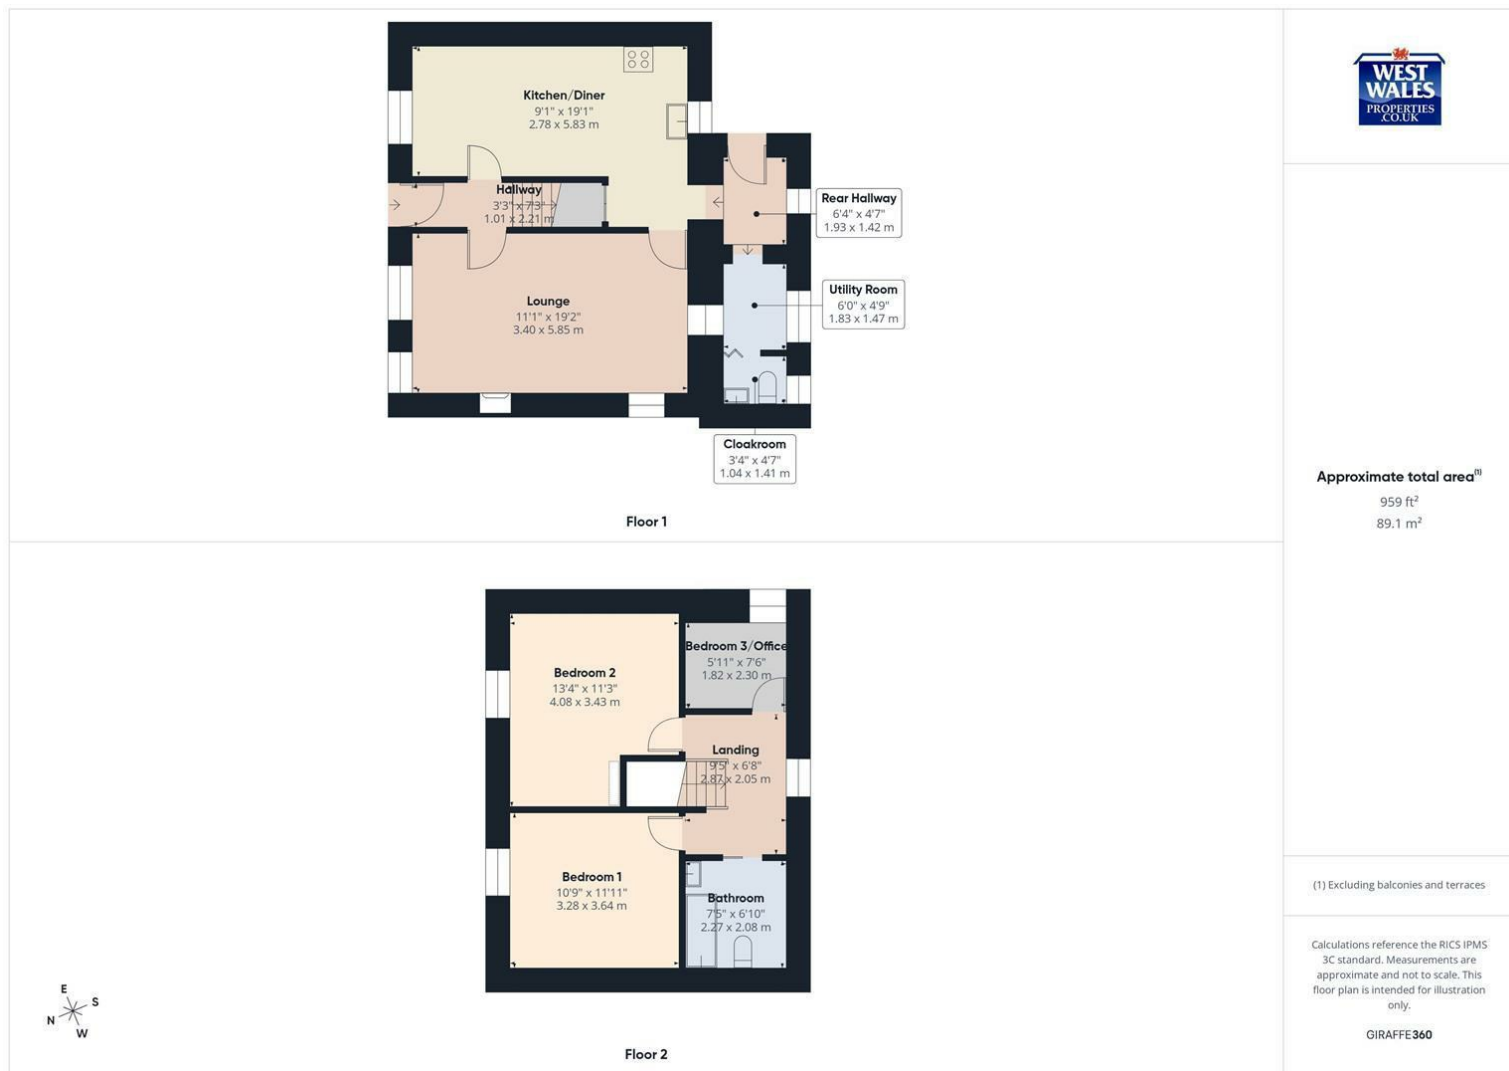 Kitchen/Diner
9'1" x 19'1"
2.78 x 5.83 m
Hallway
3'3" x 7'3"
1.01 x 2.21 m
Rear Hallway
6'4" x 4'7"
1.93 x 1.42 m
Utility Room
6'0" x 4'9"
1.83 x 1.47 m
Lounge
11'1" x 19'2"
3.40 x 5.85 m
Cloakroom
3'4" x 4'7"
1.04 x 1.41 m
Floor 1
Bedroom 3/Office
5'11" x 7'6"
1.82 x 2.30 m
Bedroom 2
13'4" x 11'3"
4.08 x 3.43 m
Landing
9'5" x 6'8"
2.87 x 2.05 m
Bedroom 1
10'9" x 11'11"
3.28 x 3.64 m
Bathroom
7'5" x 6'10"
2.27 x 2.08 m
E
S
N
W
Floor 2
WEST
WALES
PROPERTIES
.CO.UK
Approximate total area(1)
959 ft²
89.1 m²
(1) Excluding balconies and terraces
Calculations reference the RICS IPMS
3C standard. Measurements are
approximate and not to scale. This
floor plan is intended for illustration
only.
GIRAFFE360